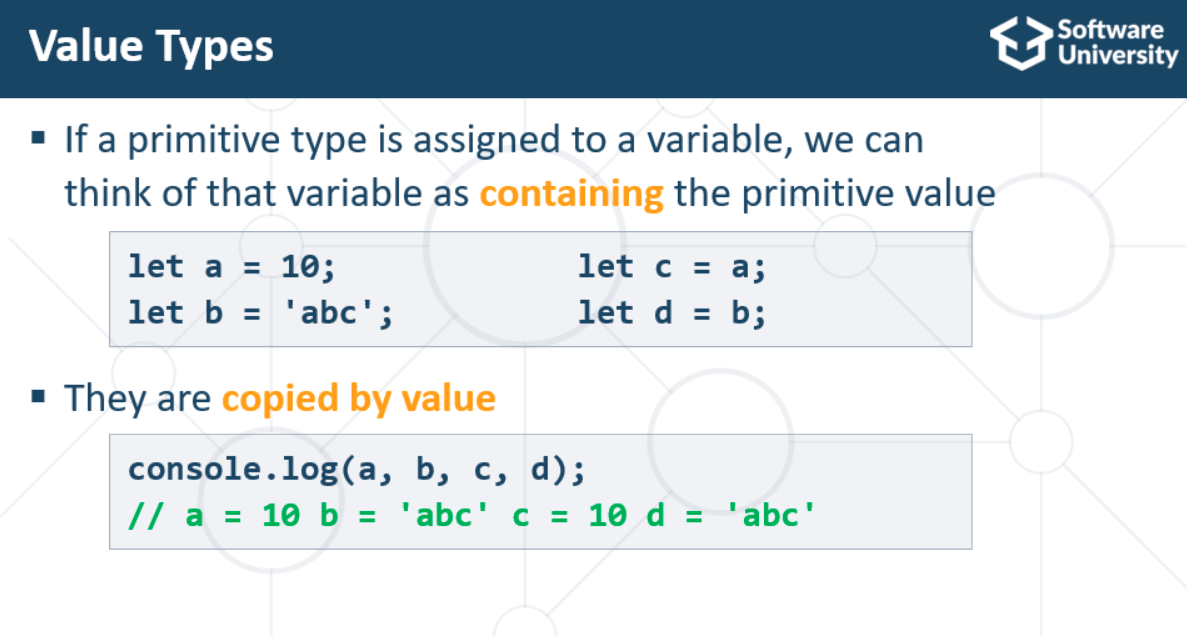 Value Types
Software
University
▪ If a primitive type is assigned to a variable, we can
think of that variable as containing the primitive value
let a = 10; let c = a;
let b = 'abc'; let d = b;
▪ They are copied by value
console.log(a, b, c, d);
// a = 10 b = 'abc' c = 10 d = 'abc'